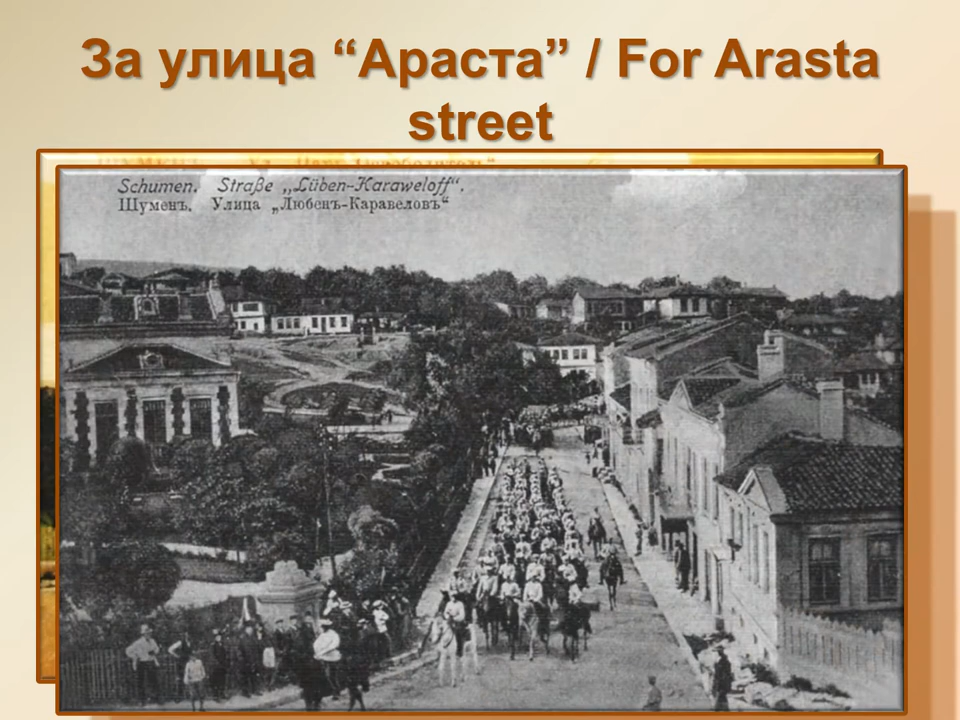 За улица “Араста” / For Arasta
street
Schumen. Straße „Lüben-Karaweloff“.
Шуменъ. Улица „Любенъ-Каравеловъ“